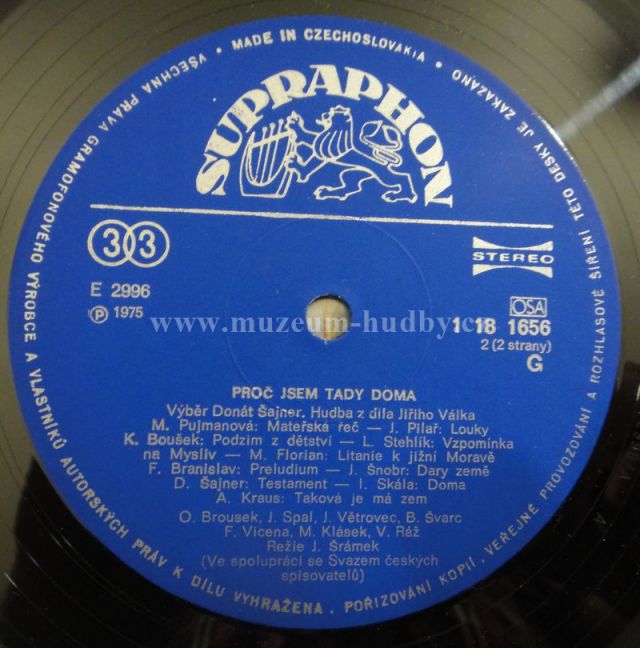 VŠECHNA PRÁVA GRAMOFONOVÉHO VÝROBCE A VLASTNÍKŮ AUTORSKÝCH PRÁV K DÍLU VYHRAŽENA. POŘIZOVÁNÍ KOPIÍ, VEŘEJNÉ PROVOZOVÁNÍ A ROZHLASOVÉ ŠÍŘENÍ TÉTO DESKY JE ZAKÁZÁNO
• MADE IN CZECHOSLOVAKIA •
SUPRAPHON
33
STEREO
E 2996
Ⓟ 1975
OSA
www.muzeum-hudby.cz
1 18 1656
2 (2 strany)
G
PROČ JSEM TADY DOMA
Výběr Donát Šajner. Hudba z díla Jiřího Válka
M. Pujmanová: Mateřská řeč — J. Pilař: Louky
K. Boušek: Podzim z dětství — L. Stehlík: Vzpomínka
na Mysliv — M. Florian: Litanie k jižní Moravě
F. Branislav: Preludium — J. Šnobr: Dary země
D. Šajner: Testament — I. Skála: Doma
A. Kraus: Taková je má zem
O. Brousek, J. Spal, J. Větrovec, B. Švarc
F. Vicena, M. Klásek, V. Ráž
Režie J. Šrámek
(Ve spolupráci se Svazem českých
spisovatelů)